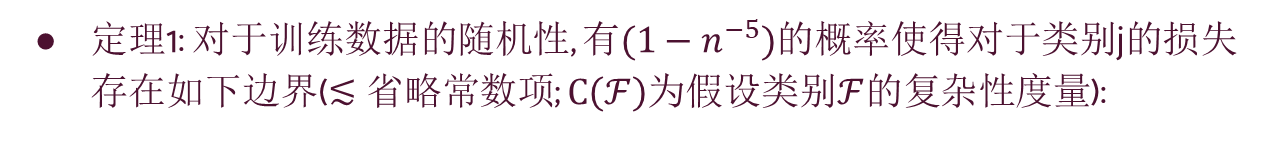 ● 定理1: 对于训练数据的随机性, 有(1 − n⁻⁵)的概率使得对于类别j的损失
存在如下边界(≲ 省略常数项; C(ℱ)为假设类别ℱ的复杂性度量):